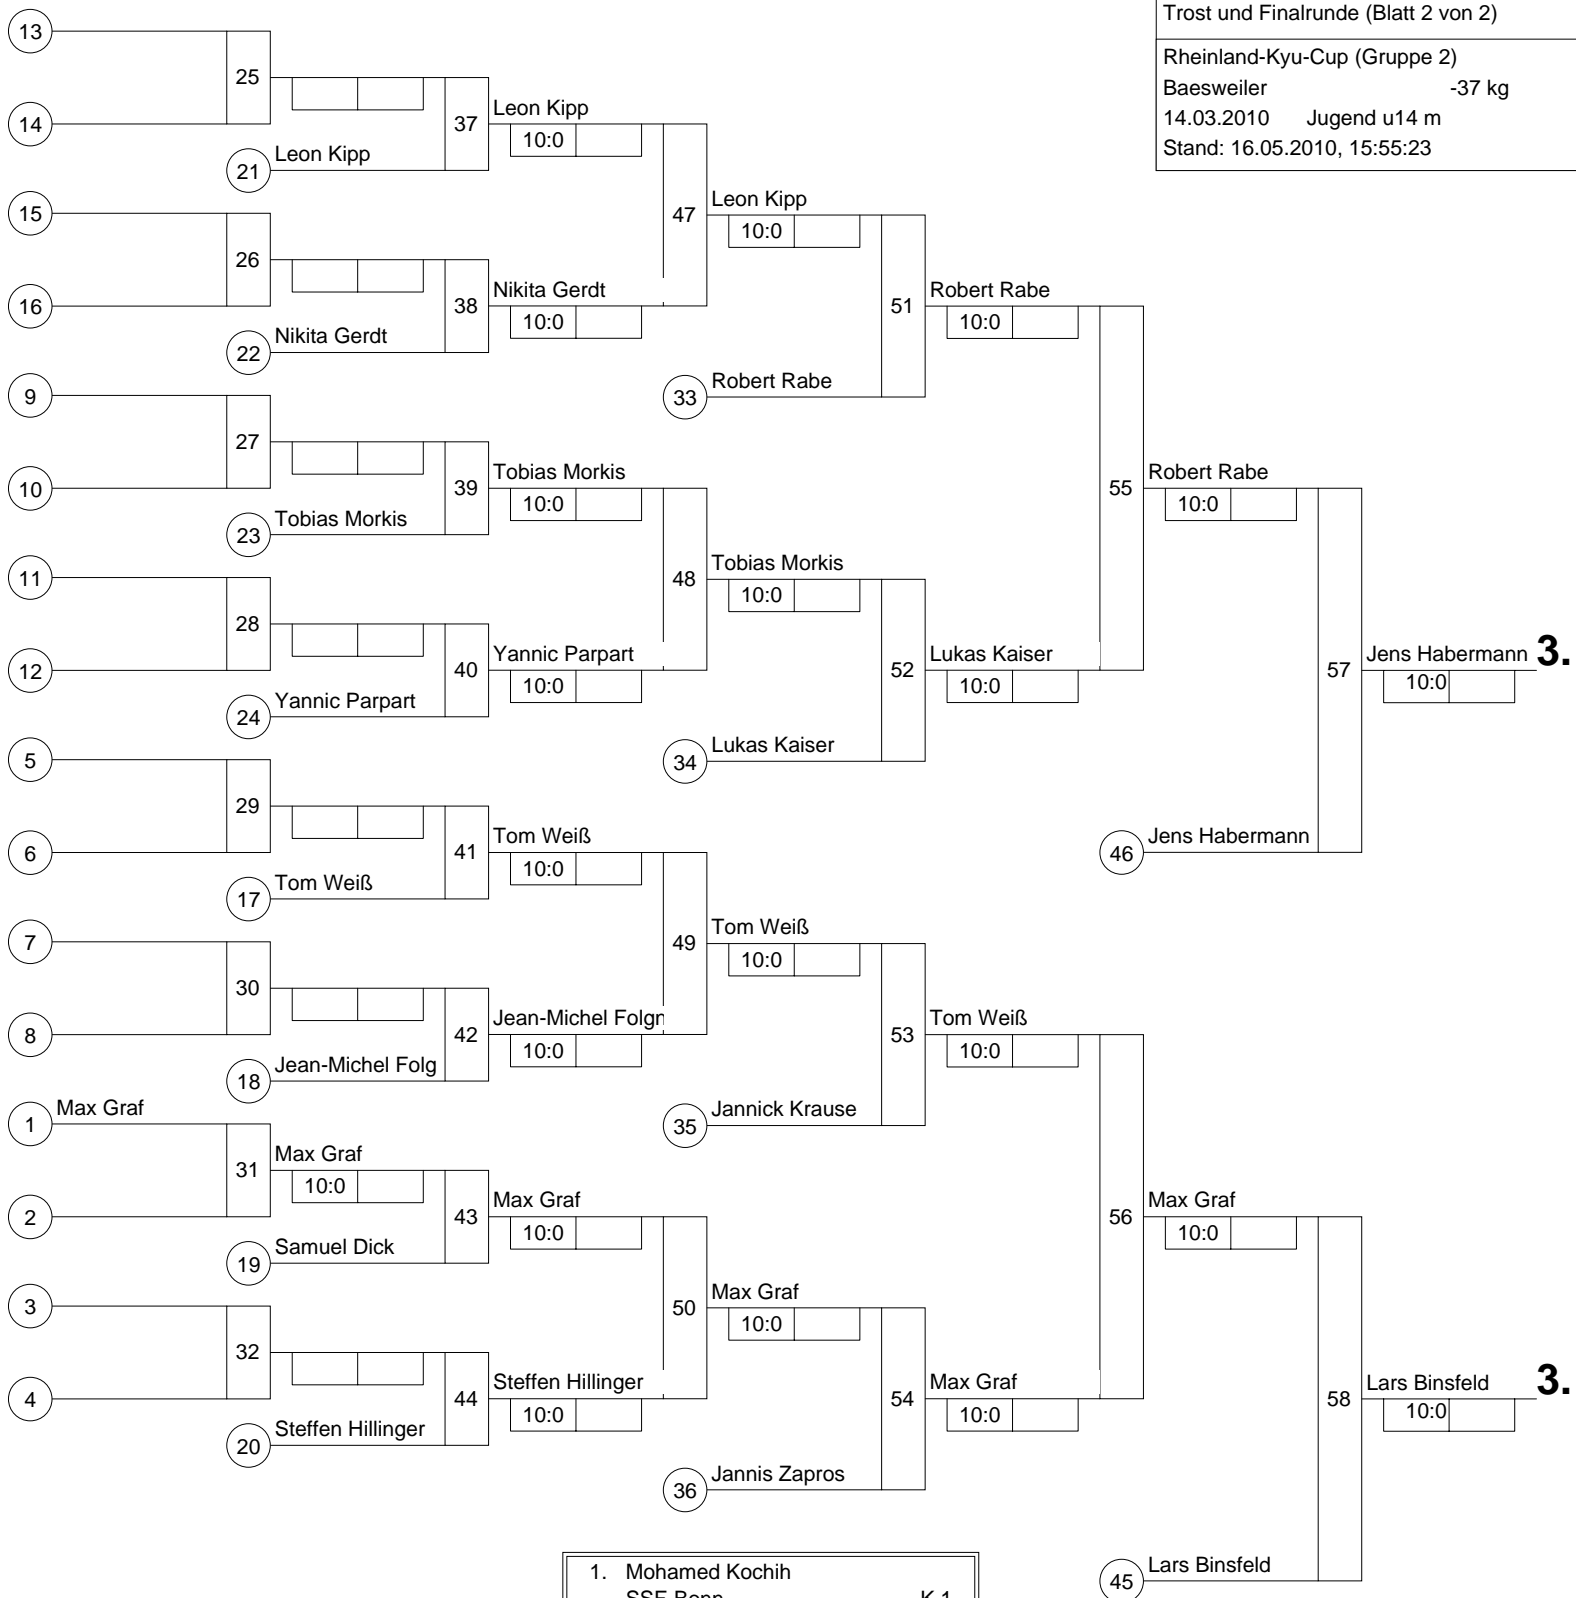 Trost und Finalrunde (Blatt 2 von 2)
Rheinland-Kyu-Cup (Gruppe 2)
Baesweiler -37 kg
14.03.2010 Jugend u14 m
Stand: 16.05.2010, 15:55:23
13
25
14
37
Leon Kipp
10:0
21
Leon Kipp
15
26
16
38
Nikita Gerdt
10:0
22
Nikita Gerdt
47
Leon Kipp
10:0
51
Robert Rabe
10:0
33
Robert Rabe
9
27
10
39
Tobias Morkis
10:0
23
Tobias Morkis
11
28
12
40
Yannic Parpart
10:0
24
Yannic Parpart
48
Tobias Morkis
10:0
52
Lukas Kaiser
10:0
34
Lukas Kaiser
55
Robert Rabe
10:0
57
Jens Habermann 3.
10:0
46
Jens Habermann
5
29
6
41
Tom Weiß
10:0
17
Tom Weiß
7
30
8
42
Jean-Michel Folgn
10:0
18
Jean-Michel Folg
49
Tom Weiß
10:0
53
Tom Weiß
10:0
35
Jannick Krause
1
Max Graf
31
Max Graf
10:0
2
43
Max Graf
10:0
19
Samuel Dick
3
32
4
44
Steffen Hillinger
10:0
20
Steffen Hillinger
50
Max Graf
10:0
54
Max Graf
10:0
36
Jannis Zapros
56
Max Graf
10:0
58
Lars Binsfeld 3.
10:0
45
Lars Binsfeld
1. Mohamed Kochih
SSF Bonn K 1